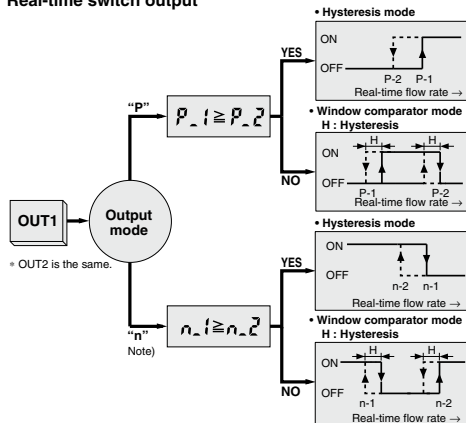 Real-time switch output
• Hysteresis mode
ON
OFF
P-2 P-1
Real-time flow rate →
YES
"P"
P_1≧P_2
NO
• Window comparator mode
H : Hysteresis
H H
ON
OFF
P-1 P-2
Real-time flow rate →
OUT1
Output
mode
* OUT2 is the same.
• Hysteresis mode
ON
OFF
n-2 n-1
Real-time flow rate →
YES
"n"
Note)
n_1≧n_2
NO
• Window comparator mode
H : Hysteresis
H H
ON
OFF
n-1 n-2
Real-time flow rate →